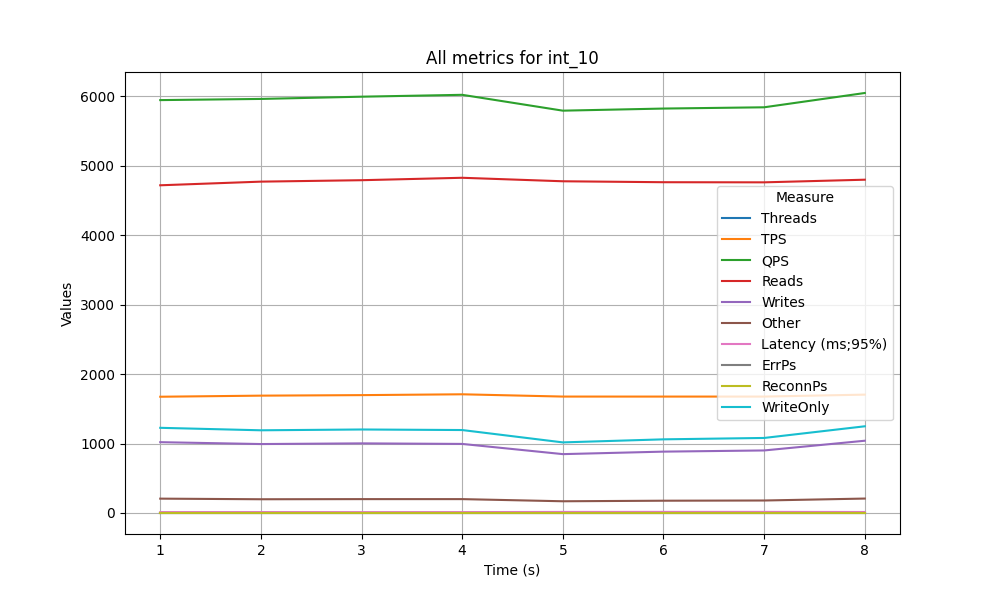 All metrics for int_10
Values
6000
5000
4000
3000
2000
1000
0
Measure
Threads
TPS
QPS
Reads
Writes
Other
Latency (ms;95%)
ErrPs
ReconnPs
WriteOnly
1 2 3 4 5 6 7 8
Time (s)